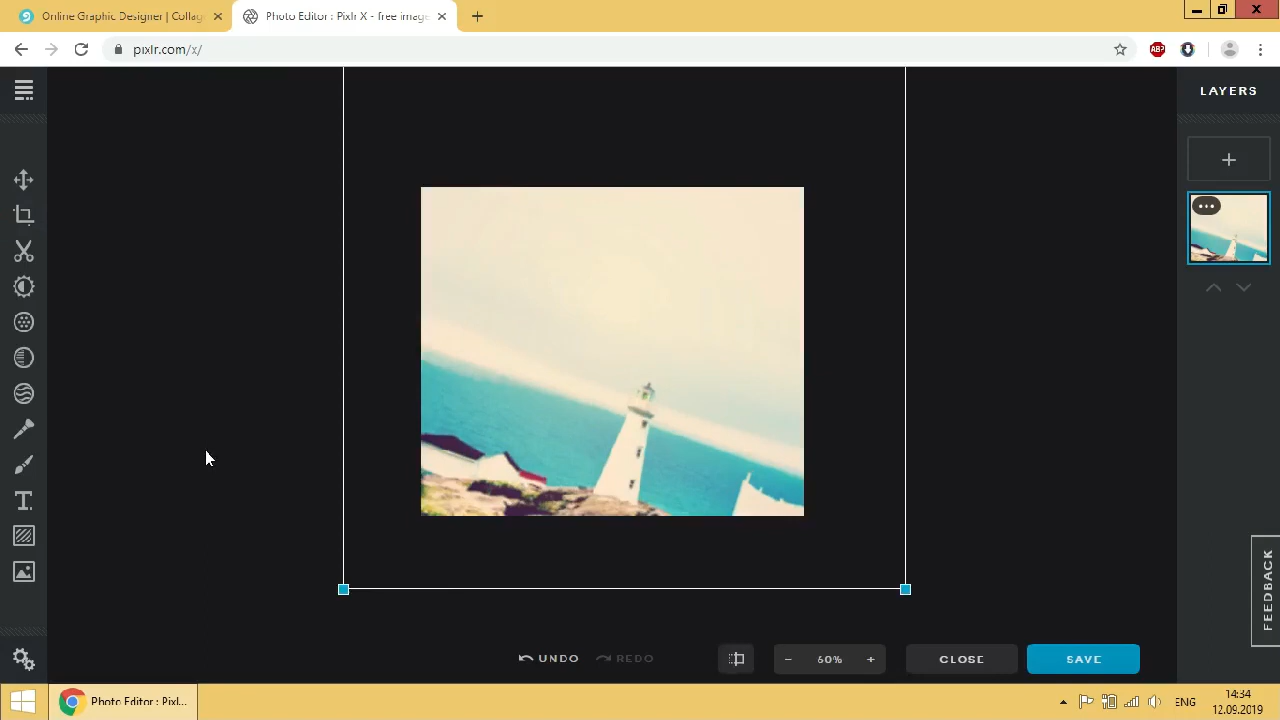 Online Graphic Designer | Collag
Photo Editor : Pixlr X - free image
pixlr.com/x/
ABP
LAYERS
FEEDBACK
UNDO
REDO
60%
CLOSE
SAVE
Photo Editor : Pixl...
ENG
14:34
12.09.2019